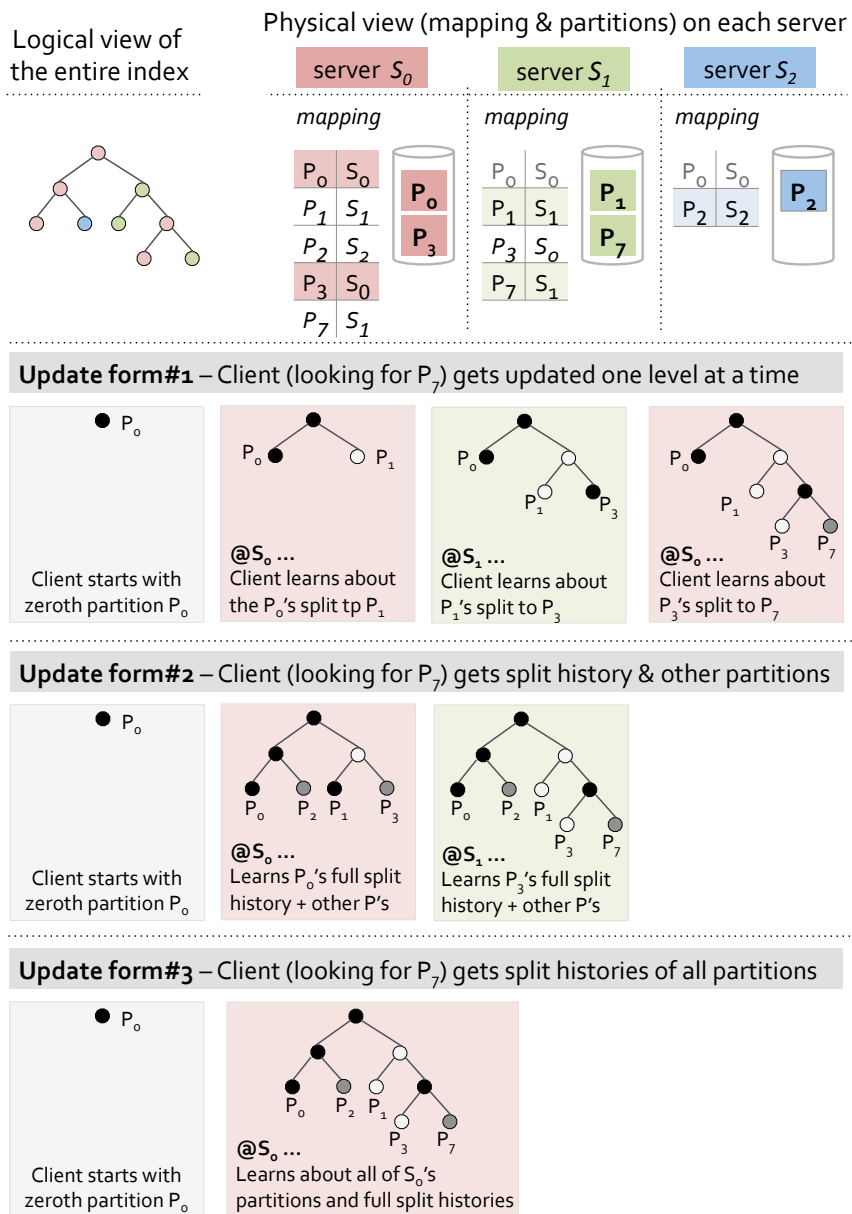 Logical view of
the entire index
Physical view (mapping & partitions) on each server
server S₀
server S₁
server S₂
mapping
mapping
mapping
P₀ S₀
P₁ S₁
P₂ S₂
P₃ S₀
P₇ S₁
P₀
P₃
P₀ S₀
P₁ S₁
P₃ S₀
P₇ S₁
P₁
P₇
P₀ S₀
P₂ S₂
P₂
Update form#1 – Client (looking for P₇) gets updated one level at a time
P₀
Client starts with
zeroth partition P₀
P₀ P₁
@S₀ ...
Client learns about
the P₀'s split tp P₁
P₀
P₁ P₃
@S₁ ...
Client learns about
P₁'s split to P₃
P₀
P₁
P₃ P₇
@S₀ ...
Client learns about
P₃'s split to P₇
Update form#2 – Client (looking for P₇) gets split history & other partitions
P₀
Client starts with
zeroth partition P₀
P₀ P₂ P₁ P₃
@S₀ ...
Learns P₀'s full split
history + other P's
P₀ P₂ P₁
P₃ P₇
@S₁ ...
Learns P₃'s full split
history + other P's
Update form#3 – Client (looking for P₇) gets split histories of all partitions
P₀
Client starts with
zeroth partition P₀
P₀ P₂ P₁
P₃ P₇
@S₀ ...
Learns about all of S₀'s
partitions and full split histories